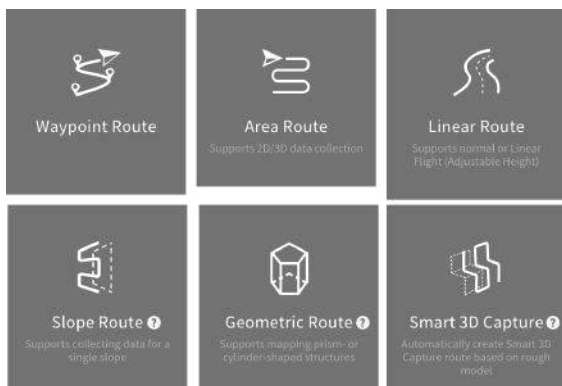 Waypoint Route
Area Route
Supports 2D/3D data collection
Linear Route
Supports normal or Linear
Flight (Adjustable Height)
Slope Route ?
Supports collecting data for a
single slope
Geometric Route ?
Supports mapping prism- or
cylinder-shaped structures
Smart 3D Capture ?
Automatically create Smart 3D
Capture route based on rough
model